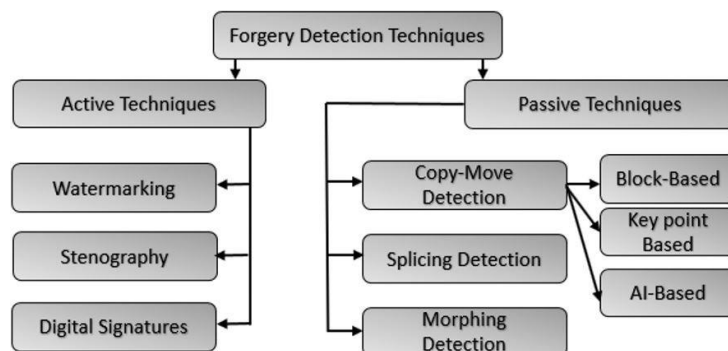 Forgery Detection Techniques
Active Techniques
Passive Techniques
Watermarking
Stenography
Digital Signatures
Copy-Move
Detection
Splicing Detection
Morphing
Detection
Block-Based
Key point
Based
AI-Based